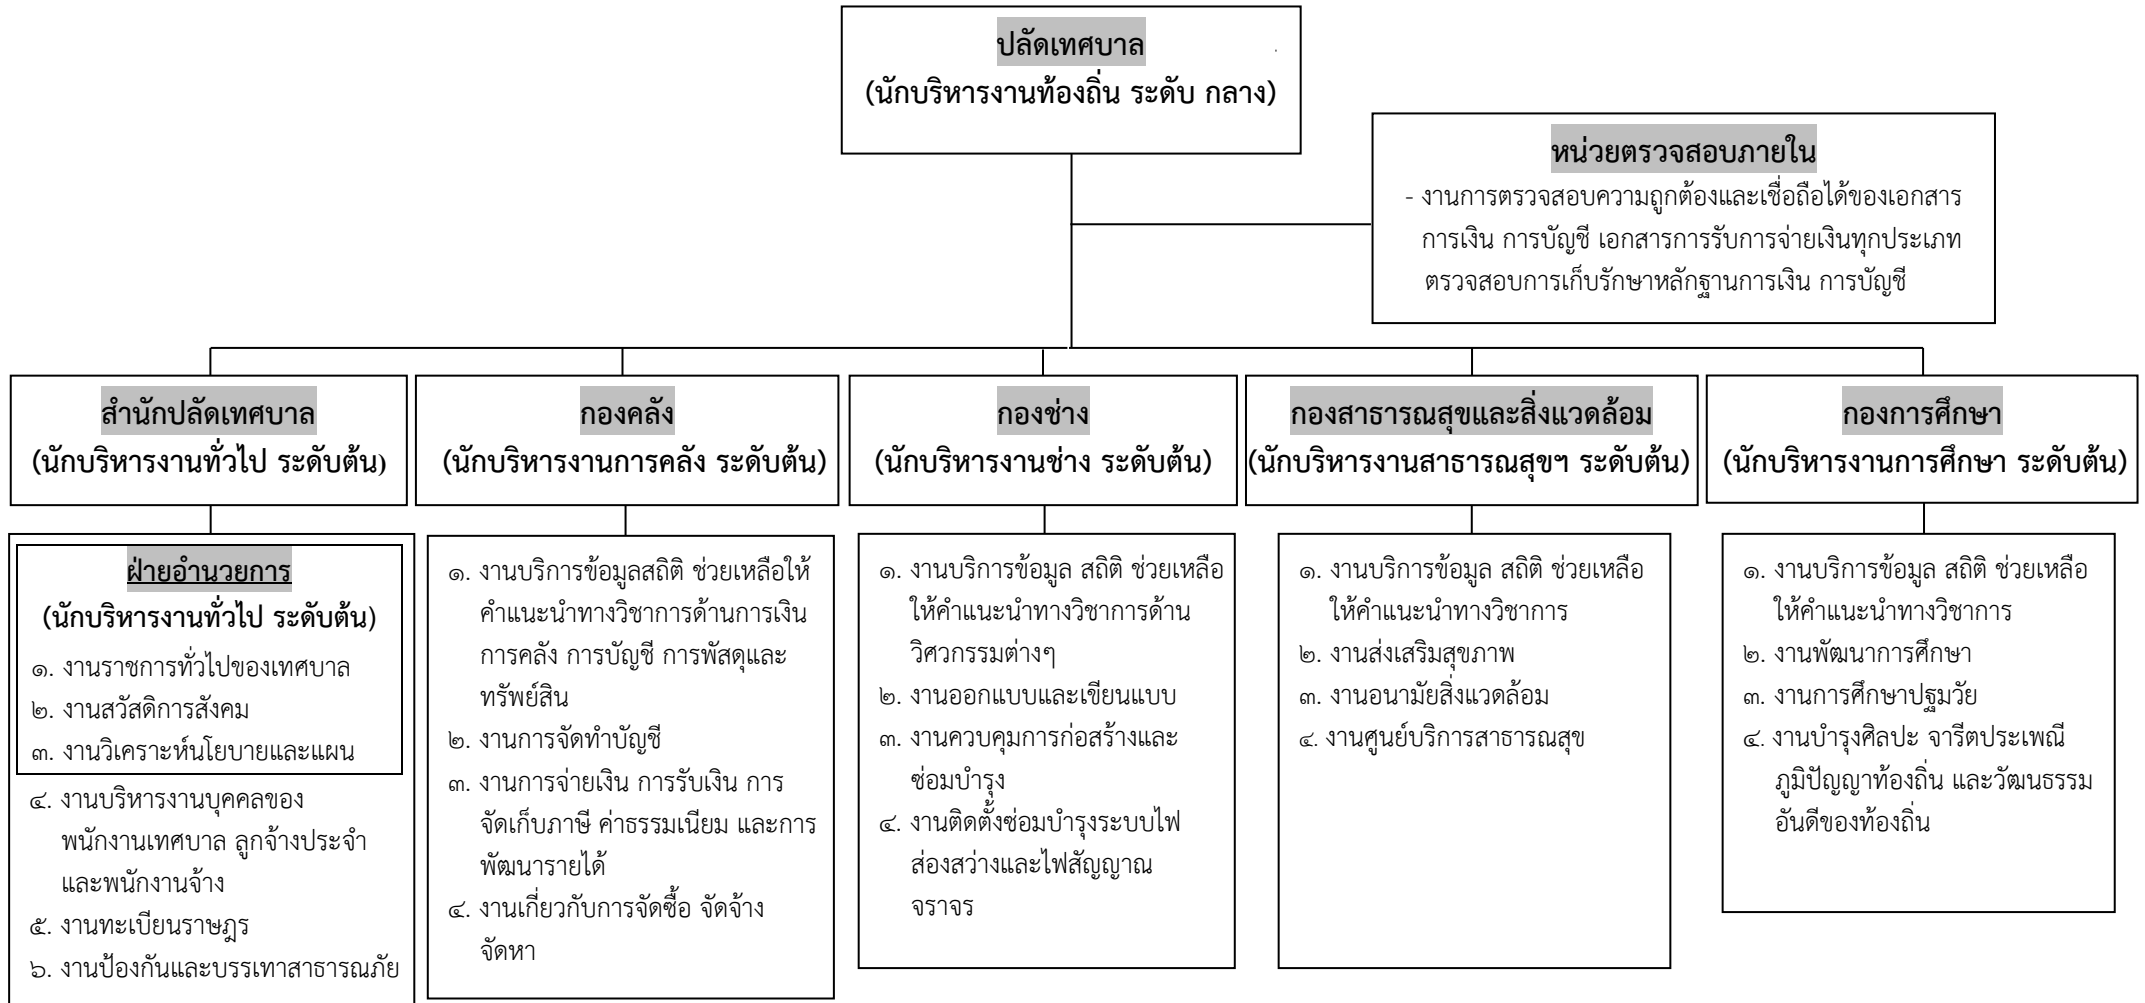 ปลัดเทศบาล
(นักบริหารงานท้องถิ่น ระดับ กลาง)
หน่วยตรวจสอบภายใน
- งานการตรวจสอบความถูกต้องและเชื่อถือได้ของเอกสาร
การเงิน การบัญชี เอกสารการรับการจ่ายเงินทุกประเภท
ตรวจสอบการเก็บรักษาหลักฐานการเงิน การบัญชี
สำนักปลัดเทศบาล
(นักบริหารงานทั่วไป ระดับต้น)
กองคลัง
(นักบริหารงานการคลัง ระดับต้น)
กองช่าง
(นักบริหารงานช่าง ระดับต้น)
กองสาธารณสุขและสิ่งแวดล้อม
(นักบริหารงานสาธารณสุขฯ ระดับต้น)
กองการศึกษา
(นักบริหารงานการศึกษา ระดับต้น)
ฝ่ายอำนวยการ
(นักบริหารงานทั่วไป ระดับต้น)
๑. งานราชการทั่วไปของเทศบาล
๒. งานสวัสดิการสังคม
๓. งานวิเคราะห์นโยบายและแผน
๔. งานบริหารงานบุคคลของ
พนักงานเทศบาล ลูกจ้างประจำ
และพนักงานจ้าง
๕. งานทะเบียนราษฎร
๖. งานป้องกันและบรรเทาสาธารณภัย
๑. งานบริการข้อมูลสถิติ ช่วยเหลือให้
คำแนะนำทางวิชาการด้านการเงิน
การคลัง การบัญชี การพัสดุและ
ทรัพย์สิน
๒. งานการจัดทำบัญชี
๓. งานการจ่ายเงิน การรับเงิน การ
จัดเก็บภาษี ค่าธรรมเนียม และการ
พัฒนารายได้
๔. งานเกี่ยวกับการจัดซื้อ จัดจ้าง
จัดหา
๑. งานบริการข้อมูล สถิติ ช่วยเหลือ
ให้คำแนะนำทางวิชาการด้าน
วิศวกรรมต่างๆ
๒. งานออกแบบและเขียนแบบ
๓. งานควบคุมการก่อสร้างและ
ซ่อมบำรุง
๔. งานติดตั้งซ่อมบำรุงระบบไฟ
ส่องสว่างและไฟสัญญาณ
จราจร
๑. งานบริการข้อมูล สถิติ ช่วยเหลือ
ให้คำแนะนำทางวิชาการ
๒. งานส่งเสริมสุขภาพ
๓. งานอนามัยสิ่งแวดล้อม
๔. งานศูนย์บริการสาธารณสุข
๑. งานบริการข้อมูล สถิติ ช่วยเหลือ
ให้คำแนะนำทางวิชาการ
๒. งานพัฒนาการศึกษา
๓. งานการศึกษาปฐมวัย
๔. งานบำรุงศิลปะ จารีตประเพณี
ภูมิปัญญาท้องถิ่น และวัฒนธรรม
อันดีของท้องถิ่น